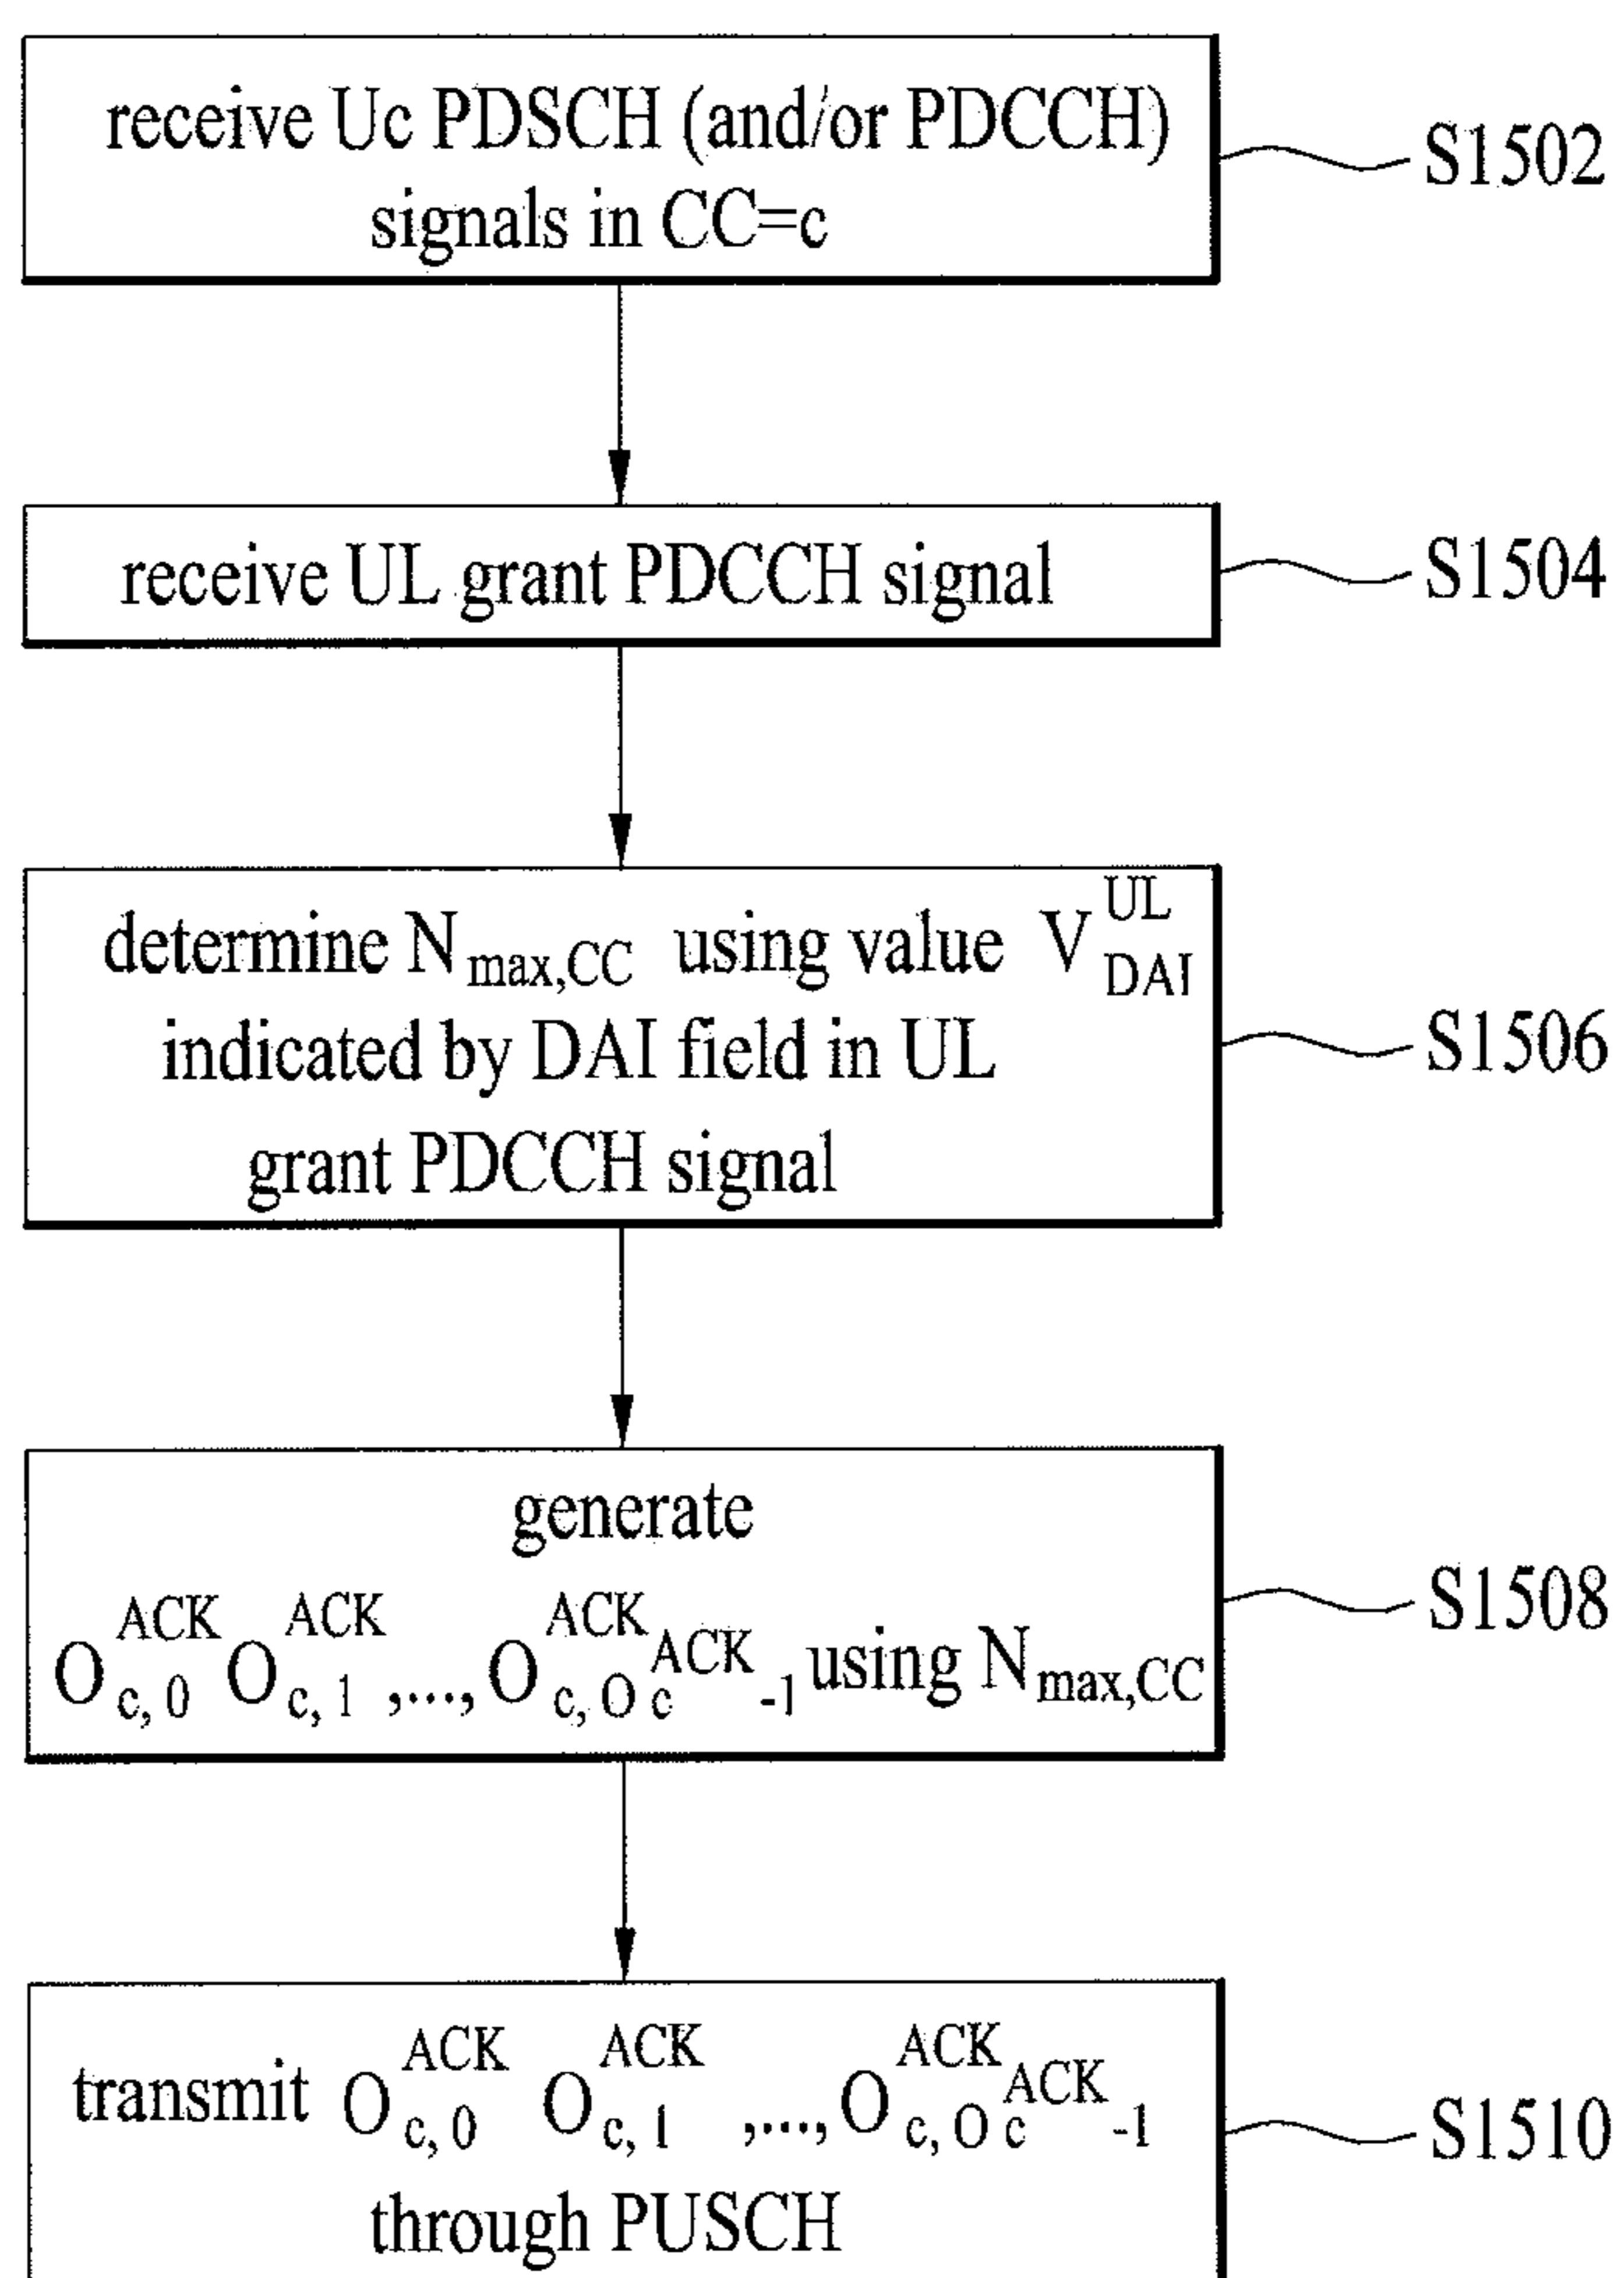 receive Uc PDSCH (and/or PDCCH)
signals in CC=c
S1502
receive UL grant PDCCH signal
S1504
determine N_max,CC using value V_DAI^UL
indicated by DAI field in UL
grant PDCCH signal
S1506
generate
O_c,0^ACK O_c,1^ACK ,..., O_c,O_c^ACK-1^ACK using N_max,CC
S1508
transmit O_c,0^ACK O_c,1^ACK ,..., O_c,O_c^ACK-1^ACK
through PUSCH
S1510